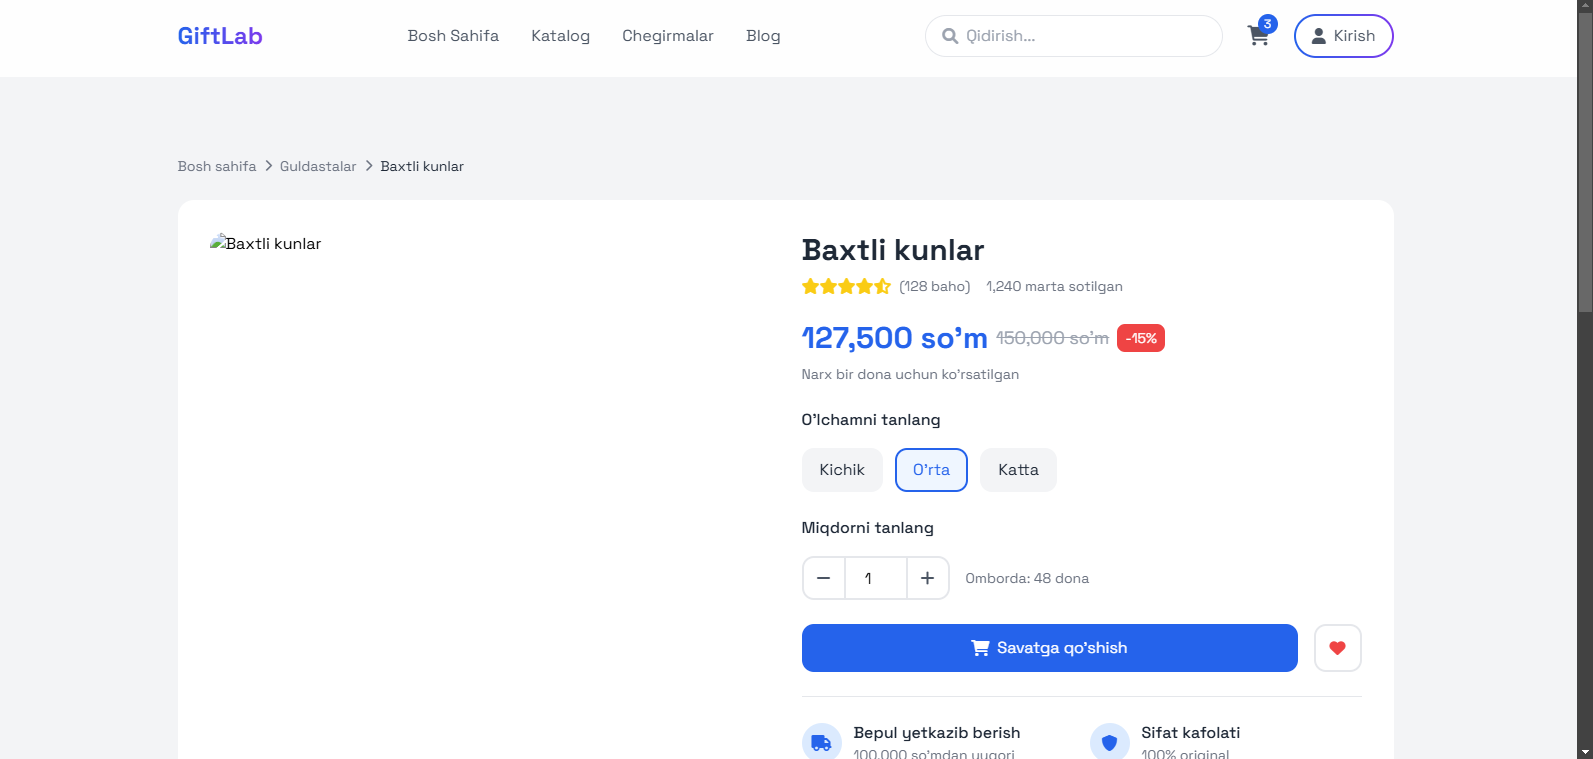 GiftLab
Bosh Sahifa Katalog Chegirmalar Blog
Qidirish...
3
Kirish
Bosh sahifa > Guldastalar > Baxtli kunlar
Baxtli kunlar
Baxtli kunlar
(128 baho) 1,240 marta sotilgan
127,500 so'm 150,000 so'm -15%
Narx bir dona uchun ko'rsatilgan
O'lchamni tanlang
Kichik O'rta Katta
Miqdorni tanlang
− 1 + Omborda: 48 dona
Savatga qo'shish
Bepul yetkazib berish
100,000 so'mdan yuqori
Sifat kafolati
100% original